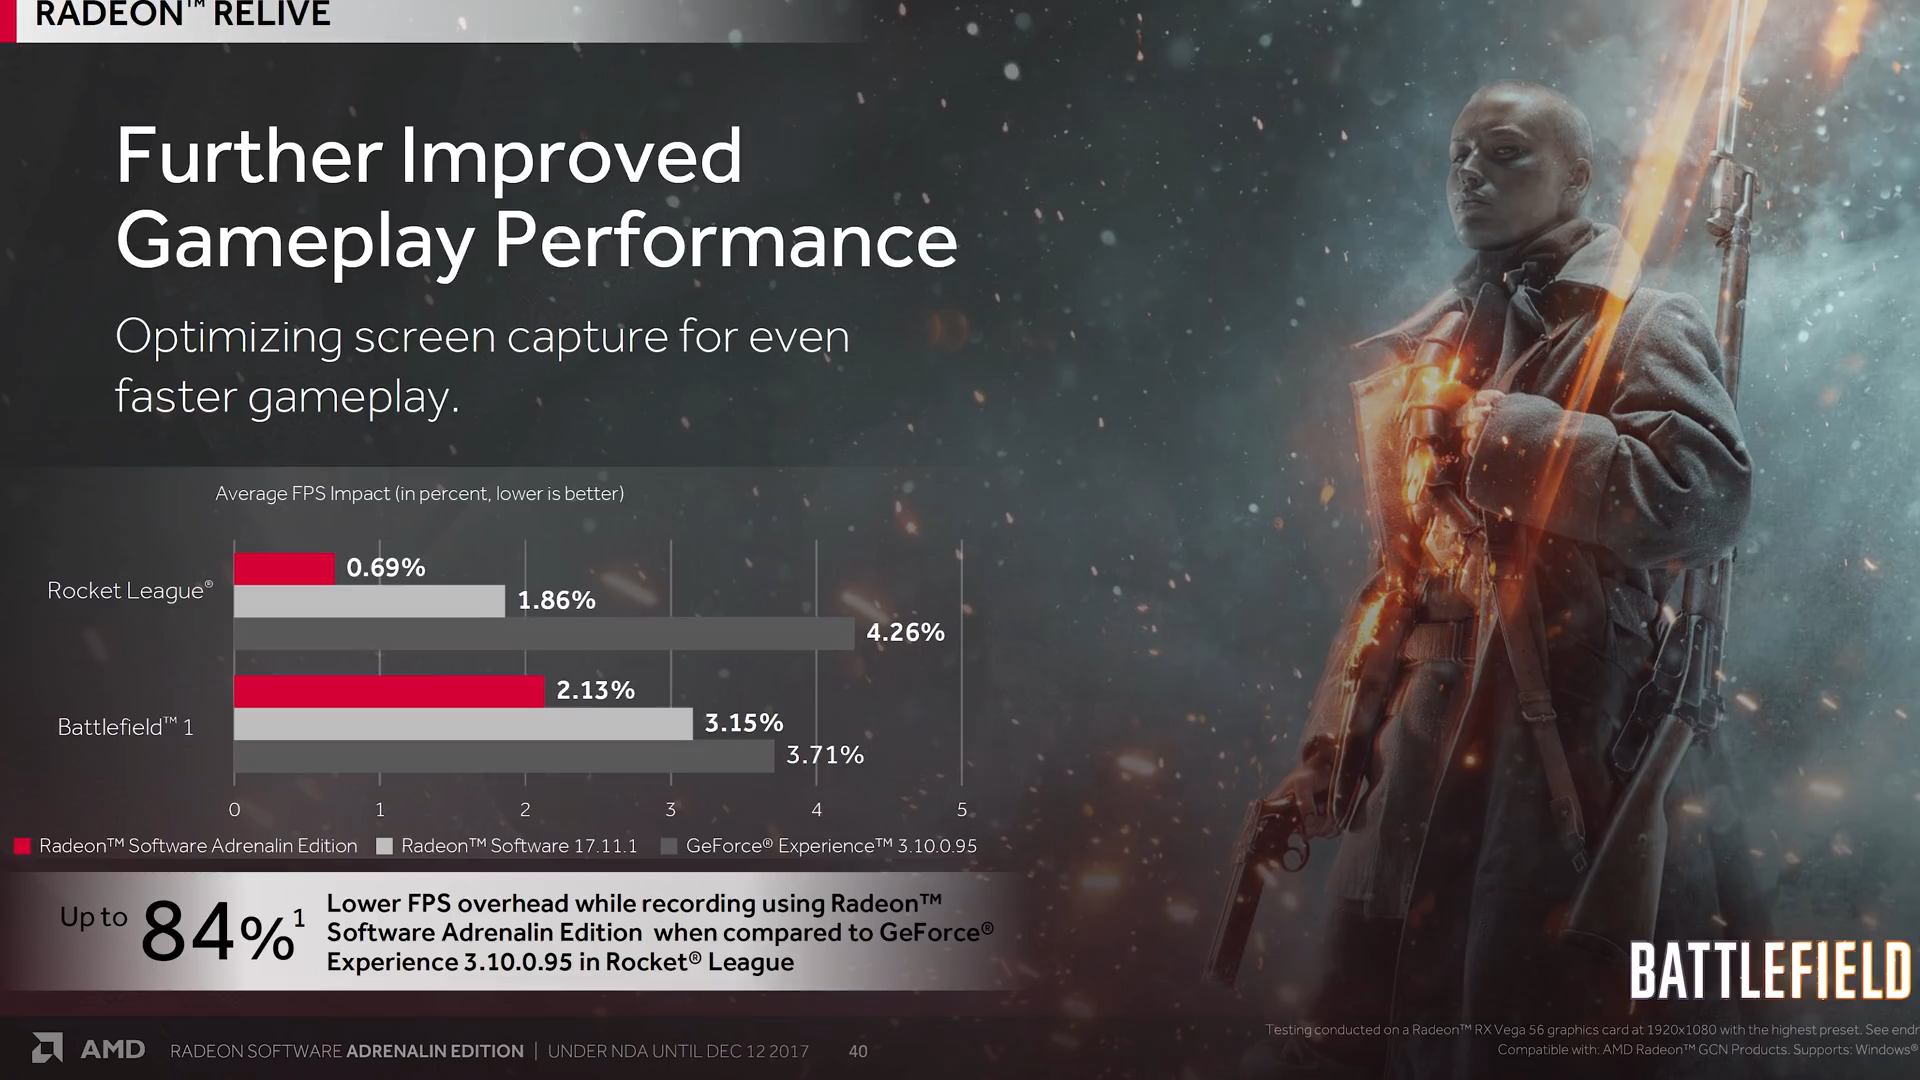 RADEON™ RELIVE
Further Improved
Gameplay Performance
Optimizing screen capture for even
faster gameplay.
Average FPS Impact (in percent, lower is better)
Rocket League®
0.69%
1.86%
4.26%
Battlefield™ 1
2.13%
3.15%
3.71%
0 1 2 3 4 5
Radeon™ Software Adrenalin Edition Radeon™ Software 17.11.1 GeForce® Experience™ 3.10.0.95
Up to 84%¹
Lower FPS overhead while recording using Radeon™
Software Adrenalin Edition when compared to GeForce®
Experience 3.10.0.95 in Rocket® League
BATTLEFIELD
Testing conducted on a Radeon™ RX Vega 56 graphics card at 1920x1080 with the highest preset. See
Compatible with: AMD Radeon™ GCN Products. Supports: Windows®
AMD RADEON SOFTWARE ADRENALIN EDITION | UNDER NDA UNTIL DEC 12 2017 40